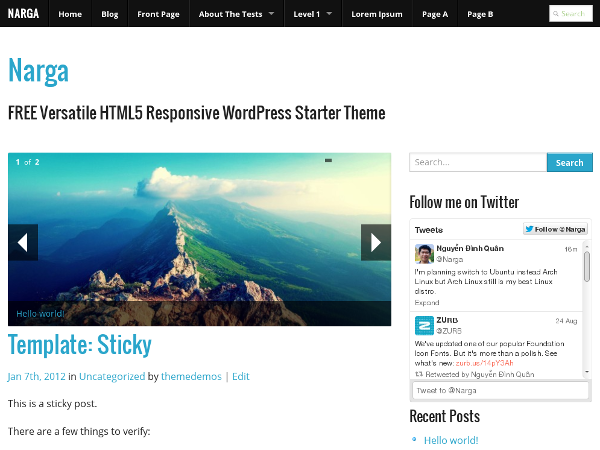 NARGA Home Blog Front Page About The Tests Level 1 Lorem Ipsum Page A Page B Search
Narga
FREE Versatile HTML5 Responsive WordPress Starter Theme
1 of 2
Hello world!
Template: Sticky
Jan 7th, 2012 in Uncategorized by themedemos | Edit
This is a sticky post.
There are a few things to verify:
Search... Search
Follow me on Twitter
Tweets Follow @Narga
Nguyễn Đình Quân 16m
@Narga
I'm planning switch to Ubuntu instead Arch
Linux but Arch Linux still is my best Linux
distro.
Expand
ZURB 24 Aug
@ZURB
We've updated one of our popular Foundation
Icon Fonts. But it's more than a polish. See
what's new: zurb.us/14pY3Ah
Retweeted by Nguyễn Đình Quân
Tweet to @Narga
Recent Posts
Hello world!